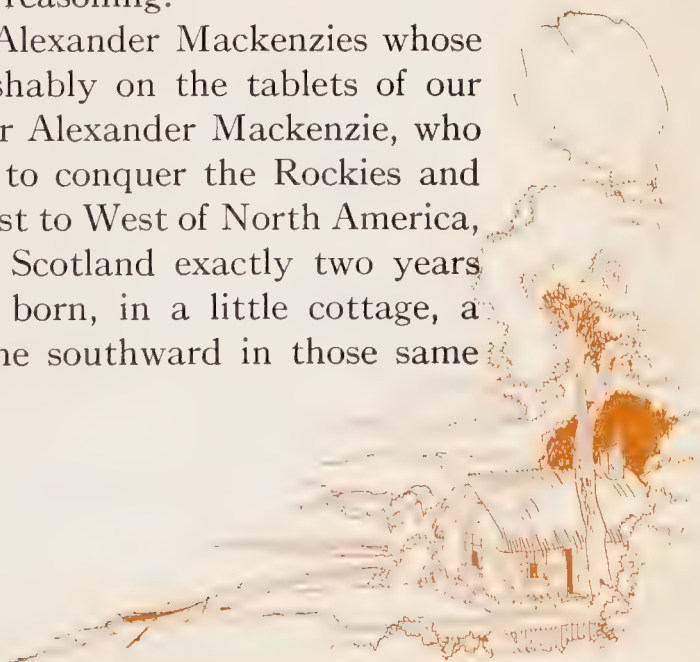 reasoning.
Alexander Mackenzies whose
shably on the tablets of our
r Alexander Mackenzie, who
to conquer the Rockies and
st to West of North America,
Scotland exactly two years
born, in a little cottage, a
ne southward in those same